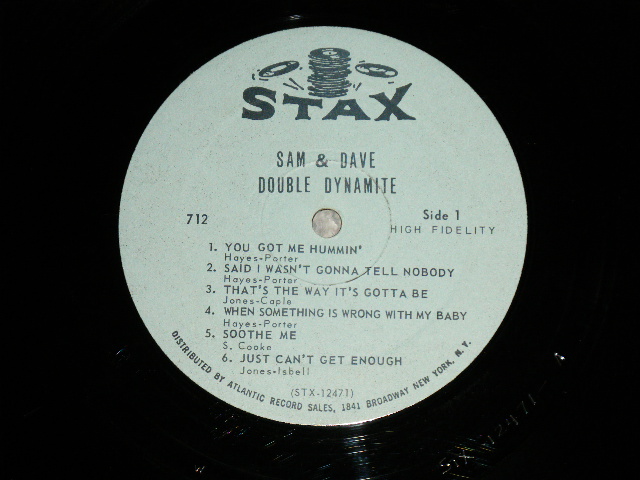 STAX
SAM & DAVE
DOUBLE DYNAMITE
712
Side 1
HIGH FIDELITY
1. YOU GOT ME HUMMIN'
Hayes-Porter
2. SAID I WASN'T GONNA TELL NOBODY
Hayes-Porter
3. THAT'S THE WAY IT'S GOTTA BE
Jones-Caple
4. WHEN SOMETHING IS WRONG WITH MY BABY
Hayes-Porter
5. SOOTHE ME
S. Cooke
6. JUST CAN'T GET ENOUGH
Jones-Isbell
(STX-12471)
DISTRIBUTED BY ATLANTIC RECORD SALES, 1841 BROADWAY NEW YORK, N.Y.